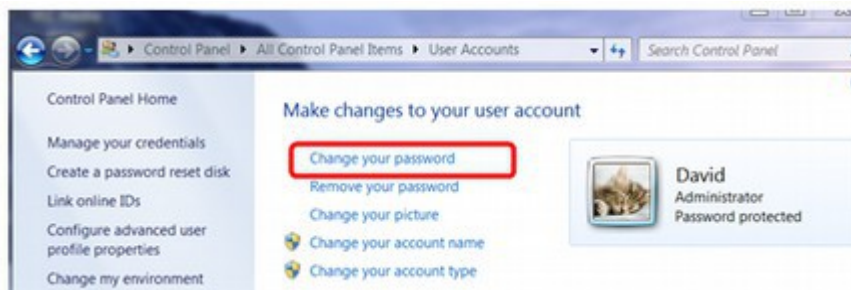 Control Panel All Control Panel Items User Accounts Search Control Panel
Control Panel Home
Manage your credentials
Create a password reset disk
Link online IDs
Configure advanced user
profile properties
Change my environment
Make changes to your user account
Change your password
Remove your password
Change your picture
Change your account name
Change your account type
David
Administrator
Password protected